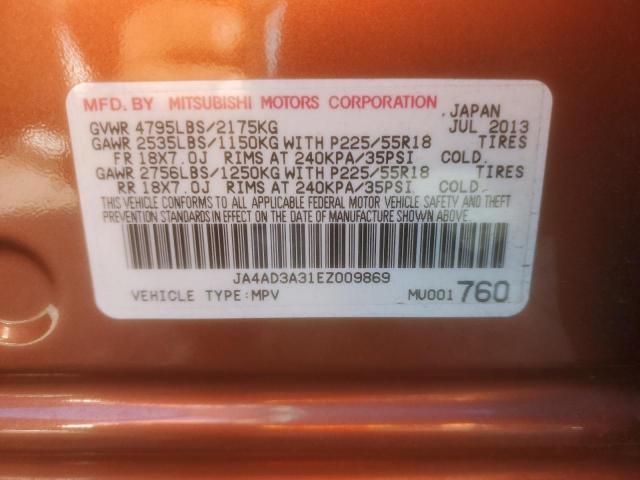 MFD. BY MITSUBISHI MOTORS CORPORATION. JAPAN
GVWR 4795LBS/2175KG JUL 2013
GAWR 2535LBS/1150KG WITH P225/55R18 TIRES
FR 18X7.0J RIMS AT 240KPA/35PSI COLD.
GAWR 2756LBS/1250KG WITH P225/55R18 TIRES
RR 18X7.0J RIMS AT 240KPA/35PSI COLD.
THIS VEHICLE CONFORMS TO ALL APPLICABLE FEDERAL MOTOR VEHICLE SAFETY AND THEFT
PREVENTION STANDARDS IN EFFECT ON THE DATE OF MANUFACTURE SHOWN ABOVE.
JA4AD3A31EZ009869
VEHICLE TYPE:MPV MU001 760